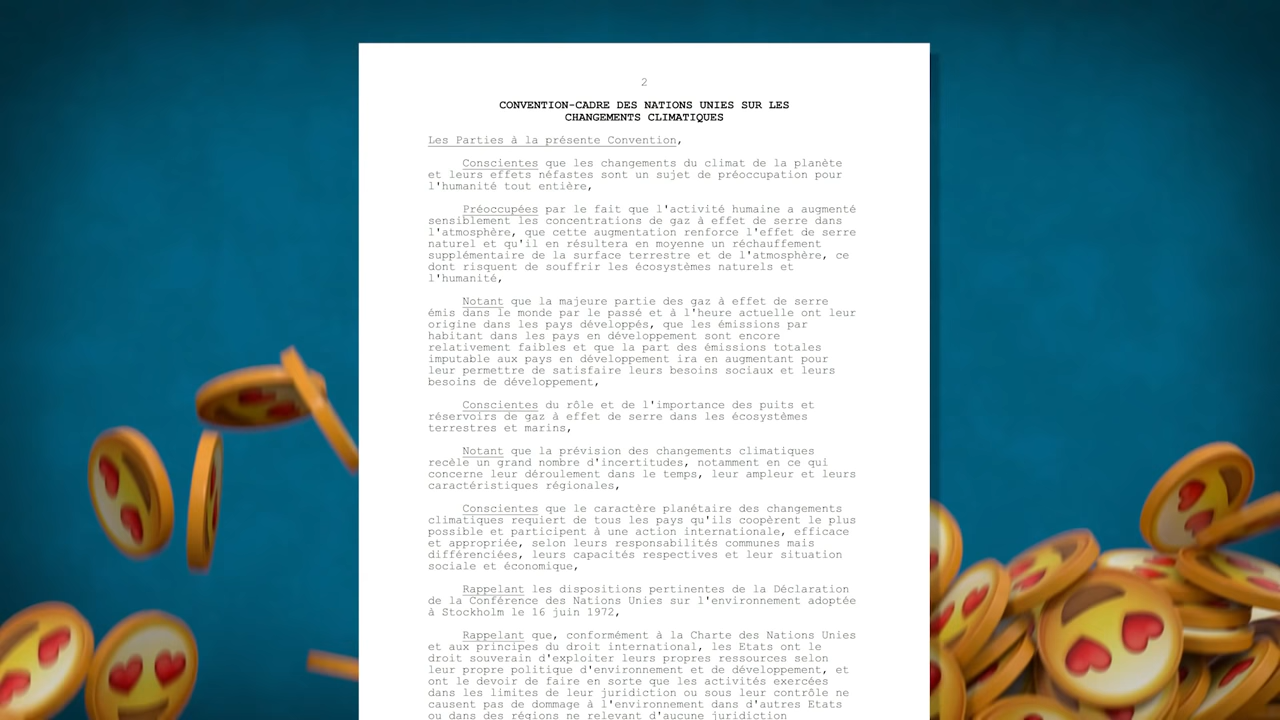 2
CONVENTION-CADRE DES NATIONS UNIES SUR LES
CHANGEMENTS CLIMATIQUES
Les Parties à la présente Convention,
Conscientes que les changements du climat de la planète
et leurs effets néfastes sont un sujet de préoccupation pour
l'humanité tout entière,
Préoccupées par le fait que l'activité humaine a augmenté
sensiblement les concentrations de gaz à effet de serre dans
l'atmosphère, que cette augmentation renforce l'effet de serre
naturel et qu'il en résultera en moyenne un réchauffement
supplémentaire de la surface terrestre et de l'atmosphère, ce
dont risquent de souffrir les écosystèmes naturels et
l'humanité,
Notant que la majeure partie des gaz à effet de serre
émis dans le monde par le passé et à l'heure actuelle ont leur
origine dans les pays développés, que les émissions par
habitant dans les pays en développement sont encore
relativement faibles et que la part des émissions totales
imputable aux pays en développement ira en augmentant pour
leur permettre de satisfaire leurs besoins sociaux et leurs
besoins de développement,
Conscientes du rôle et de l'importance des puits et
réservoirs de gaz à effet de serre dans les écosystèmes
terrestres et marins,
Notant que la prévision des changements climatiques
recèle un grand nombre d'incertitudes, notamment en ce qui
concerne leur déroulement dans le temps, leur ampleur et leurs
caractéristiques régionales,
Conscientes que le caractère planétaire des changements
climatiques requiert de tous les pays qu'ils coopèrent le plus
possible et participent à une action internationale, efficace
et appropriée, selon leurs responsabilités communes mais
différenciées, leurs capacités respectives et leur situation
sociale et économique,
Rappelant les dispositions pertinentes de la Déclaration
de la Conférence des Nations Unies sur l'environnement adoptée
à Stockholm le 16 juin 1972,
Rappelant que, conformément à la Charte des Nations Unies
et aux principes du droit international, les Etats ont le
droit souverain d'exploiter leurs propres ressources selon
leur propre politique d'environnement et de développement, et
ont le devoir de faire en sorte que les activités exercées
dans les limites de leur juridiction ou sous leur contrôle ne
causent pas de dommage à l'environnement dans d'autres Etats
ou dans des régions ne relevant d'aucune juridiction